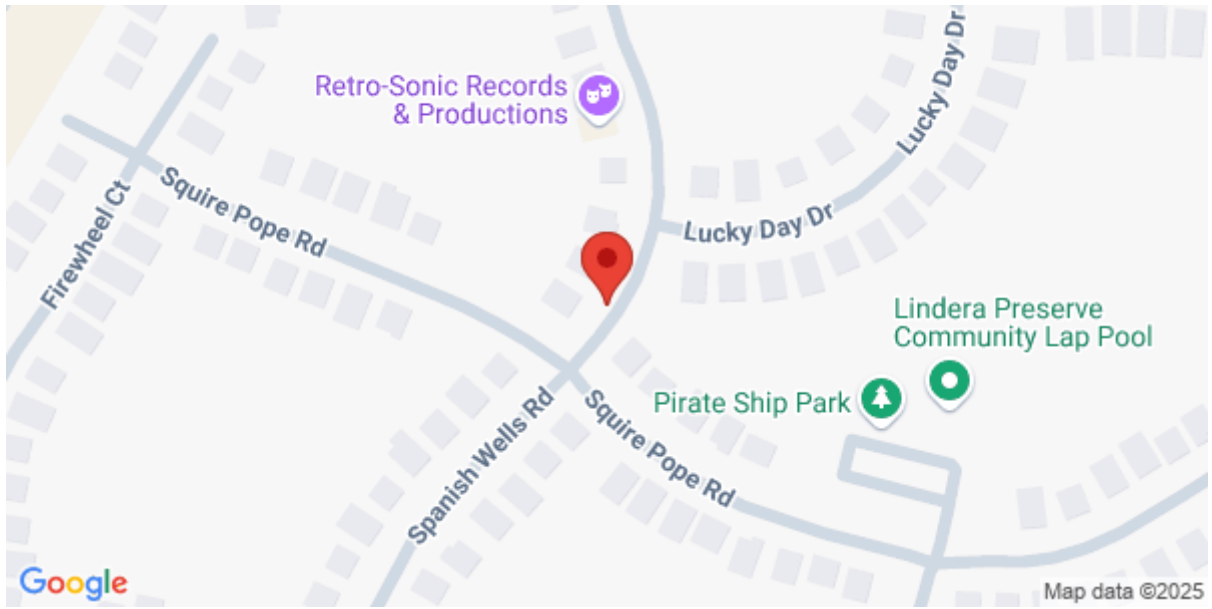 Retro-Sonic Records
& Productions
Lucky Day Dr
Lucky Day Dr
Squire Pope Rd
Firewheel Ct
Lindera Preserve
Community Lap Pool
Pirate Ship Park
Squire Pope Rd
Spanish Wells Rd
Google
Map data ©2025